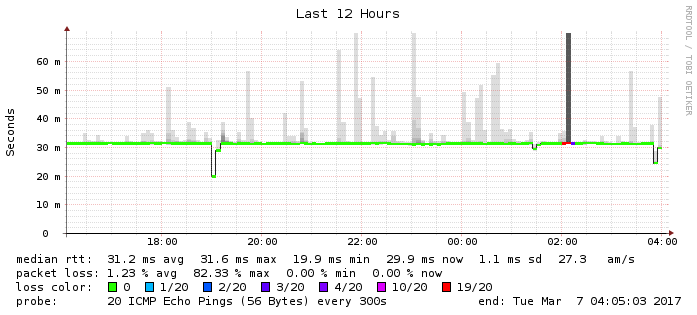 Last 12 Hours
RRDTOOL / TOBI OETIKER
Seconds
60 m
50 m
40 m
30 m
20 m
10 m
0
18:00 20:00 22:00 00:00 02:00 04:00
median rtt: 31.2 ms avg 31.6 ms max 19.9 ms min 29.9 ms now 1.1 ms sd 27.3 am/s
packet loss: 1.23 % avg 82.33 % max 0.00 % min 0.00 % now
loss color: 0 1/20 2/20 3/20 4/20 10/20 19/20
probe: 20 ICMP Echo Pings (56 Bytes) every 300s end: Tue Mar 7 04:05:03 2017